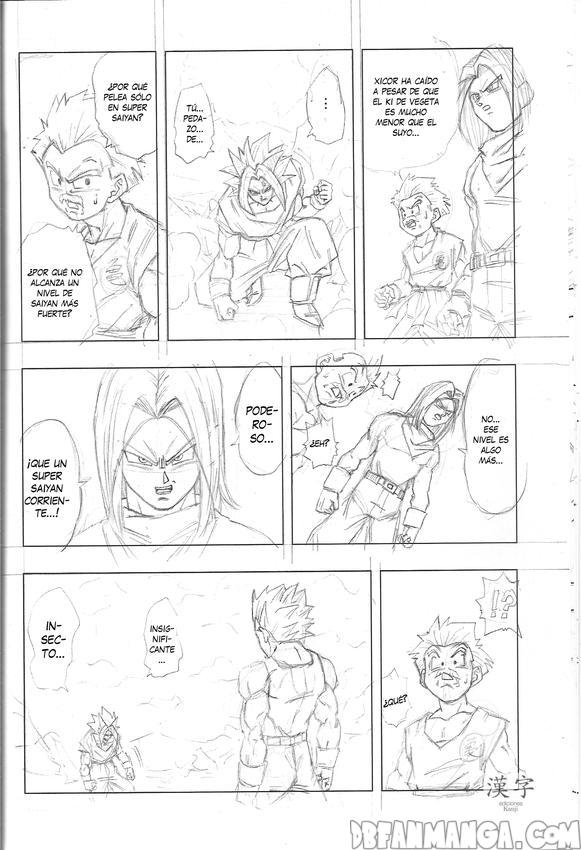 XICOR HA CAÍDO
A PESAR DE QUE
EL KI DE VEGETA
ES MUCHO
MENOR QUE EL
SUYO...
...
TÚ...
PEDA-
ZO...
DE...
¿POR QUÉ
PELEA SÓLO
EN SUPER
SAIYAN?
¿POR QUÉ NO
ALCANZA UN
NIVEL DE
SAIYAN MÁS
FUERTE?
NO...
ESE
NIVEL ES
ALGO
MÁS...
¿EH?
PODE-
RO-
SO...
¡QUE UN
SUPER
SAIYAN
CORRIEN-
TE...!
!?
¿QUÉ?
INSIG-
NIFI-
CANTE
...
IN-
SEC-
TO...
漢字
ediciones
Kanji
DBFANMANGA.COM